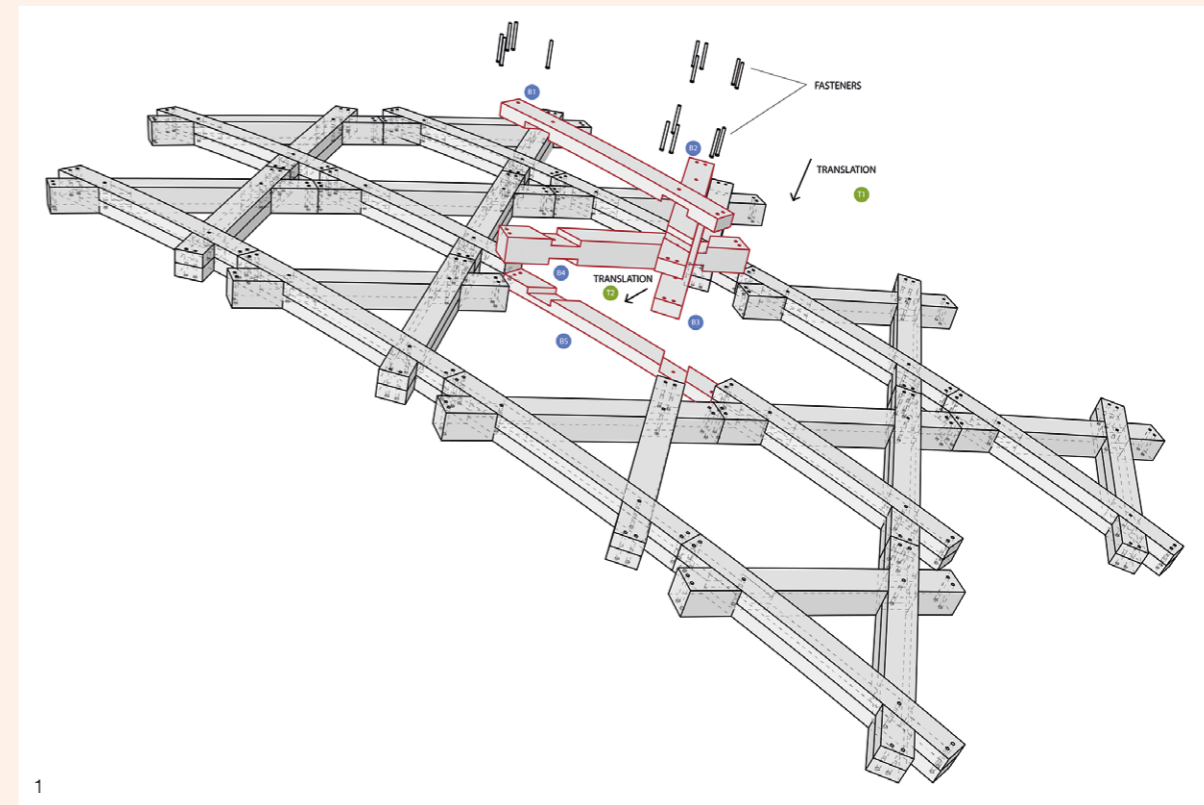 FASTENERS
B1
B2
TRANSLATION
T1
B4
TRANSLATION
T2
B3
B5
1